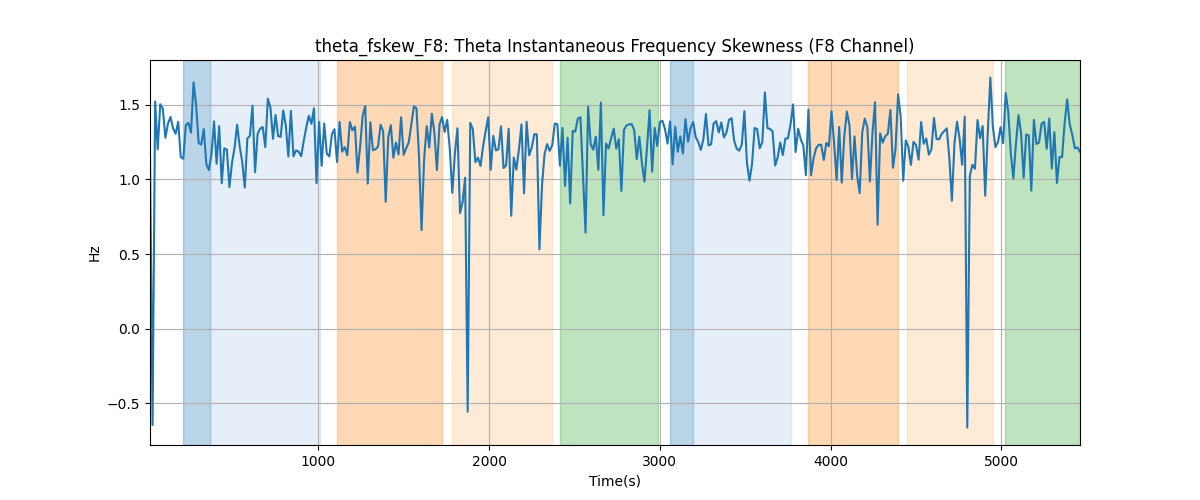 theta_fskew_F8: Theta Instantaneous Frequency Skewness (F8 Channel)
Hz
1.5
1.0
0.5
0.0
−0.5
1000 2000 3000 4000 5000
Time(s)